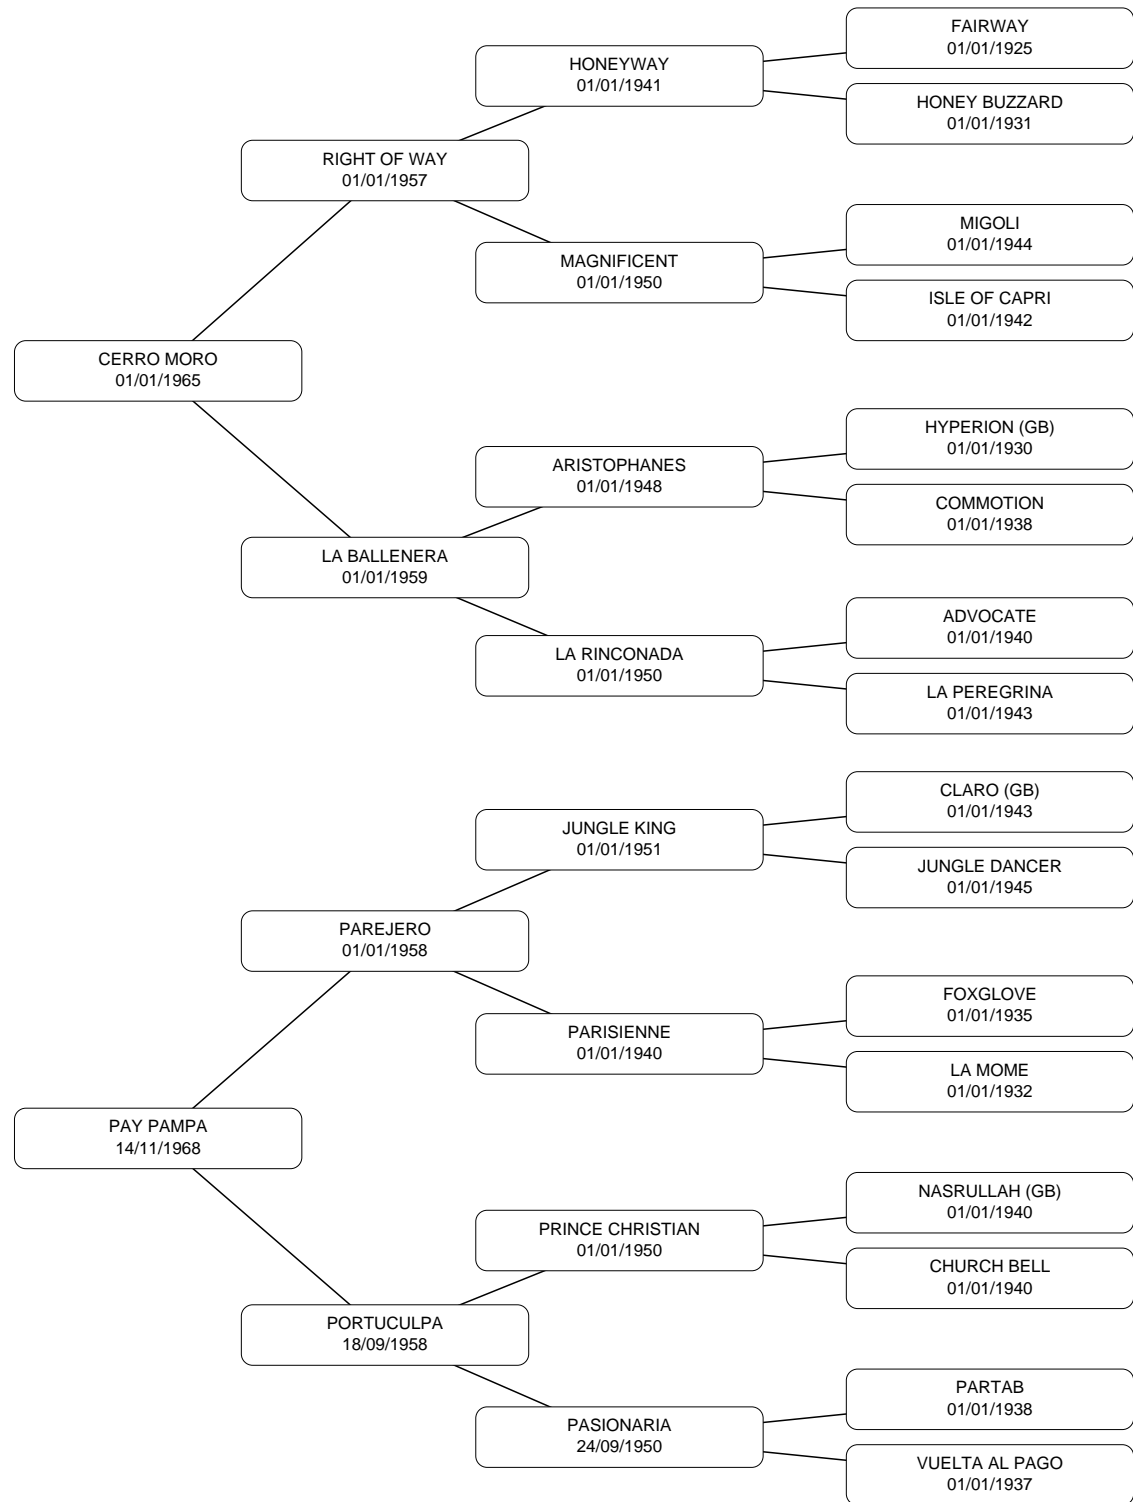 FAIRWAY
01/01/1925
HONEYWAY
01/01/1941
HONEY BUZZARD
01/01/1931
RIGHT OF WAY
01/01/1957
MIGOLI
01/01/1944
MAGNIFICENT
01/01/1950
ISLE OF CAPRI
01/01/1942
CERRO MORO
01/01/1965
HYPERION (GB)
01/01/1930
ARISTOPHANES
01/01/1948
COMMOTION
01/01/1938
LA BALLENERA
01/01/1959
ADVOCATE
01/01/1940
LA RINCONADA
01/01/1950
LA PEREGRINA
01/01/1943
CLARO (GB)
01/01/1943
JUNGLE KING
01/01/1951
JUNGLE DANCER
01/01/1945
PAREJERO
01/01/1958
FOXGLOVE
01/01/1935
PARISIENNE
01/01/1940
LA MOME
01/01/1932
PAY PAMPA
14/11/1968
NASRULLAH (GB)
01/01/1940
PRINCE CHRISTIAN
01/01/1950
CHURCH BELL
01/01/1940
PORTUCULPA
18/09/1958
PARTAB
01/01/1938
PASIONARIA
24/09/1950
VUELTA AL PAGO
01/01/1937